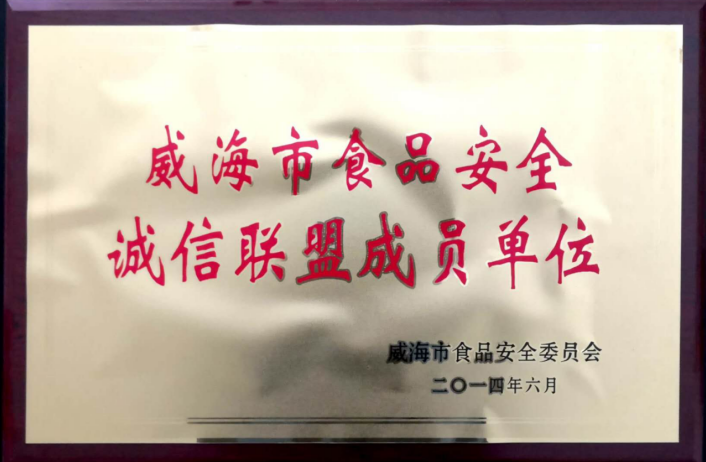 威海市食品安全
诚信联盟成员单位
威海市食品安全委员会
二〇一四年六月